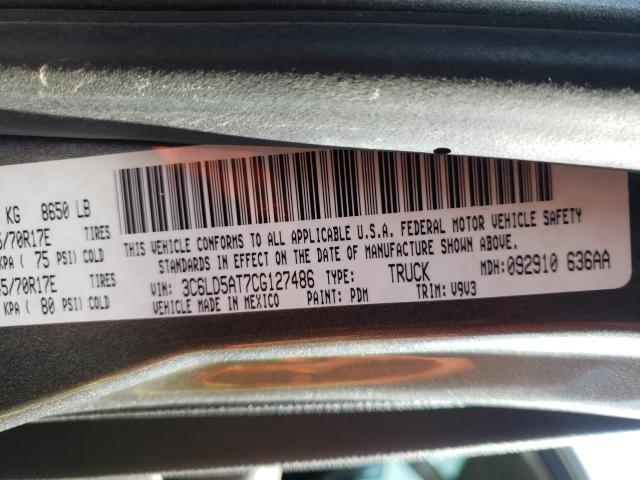 KG 8650 LB
/70R17E TIRES
KPA ( 75 PSI) COLD
5/70R17E TIRES
KPA ( 80 PSI) COLD
THIS VEHICLE CONFORMS TO ALL APPLICABLE U.S.A. FEDERAL MOTOR VEHICLE SAFETY
STANDARDS IN EFFECT ON THE DATE OF MANUFACTURE SHOWN ABOVE.
VIN: 3C6LD5AT7CG127486 TYPE: TRUCK MDH: 092910 636AA
VEHICLE MADE IN MEXICO PAINT: PDM TRIM: V9V3